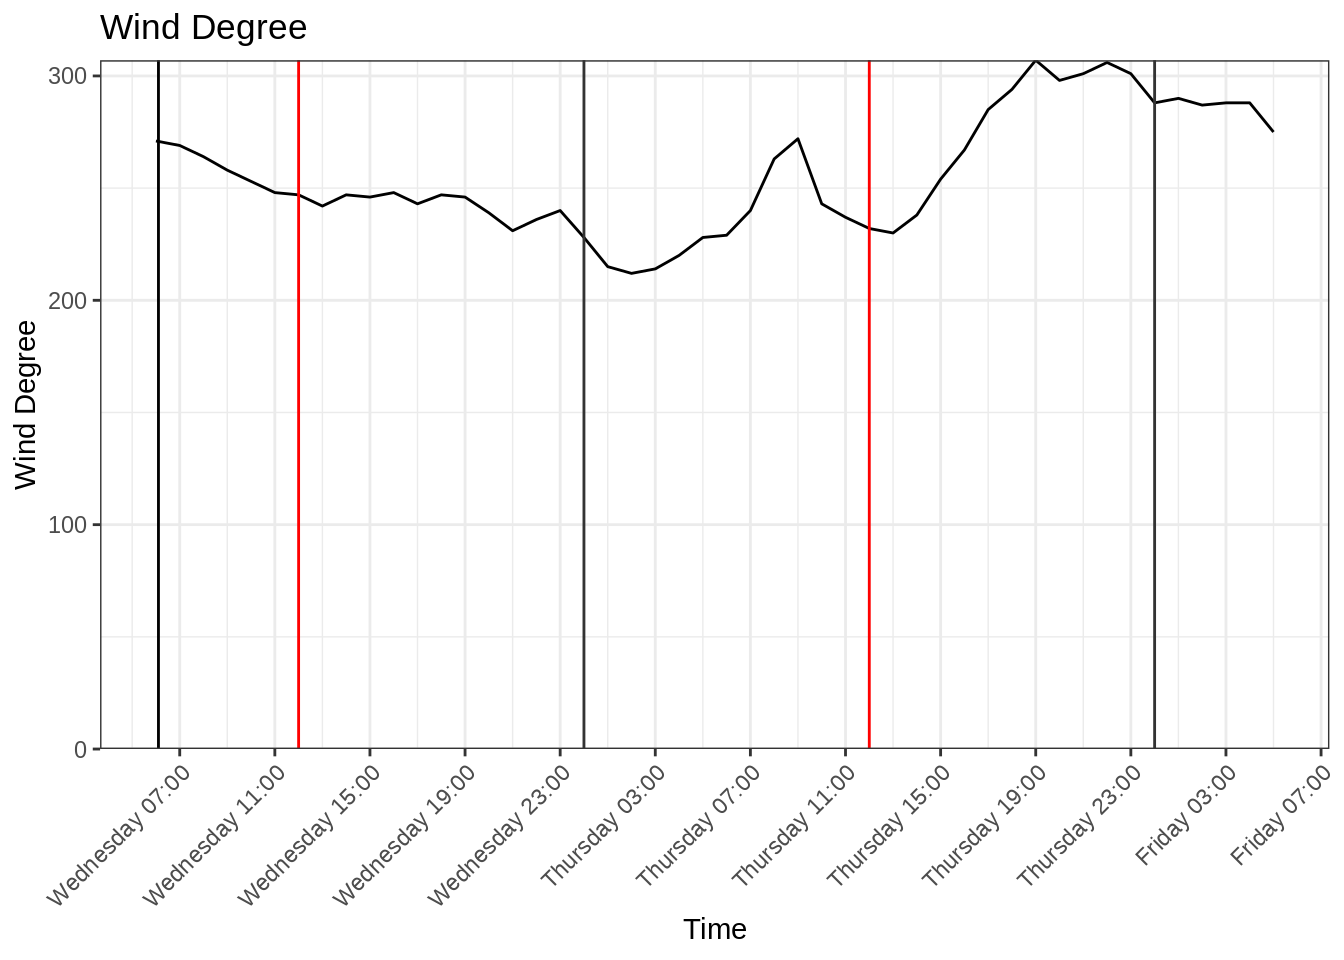 Wind Degree
Wind Degree
300
200
100
0
Wednesday 07:00
Wednesday 11:00
Wednesday 15:00
Wednesday 19:00
Wednesday 23:00
Thursday 03:00
Thursday 07:00
Thursday 11:00
Thursday 15:00
Thursday 19:00
Thursday 23:00
Friday 03:00
Friday 07:00
Time